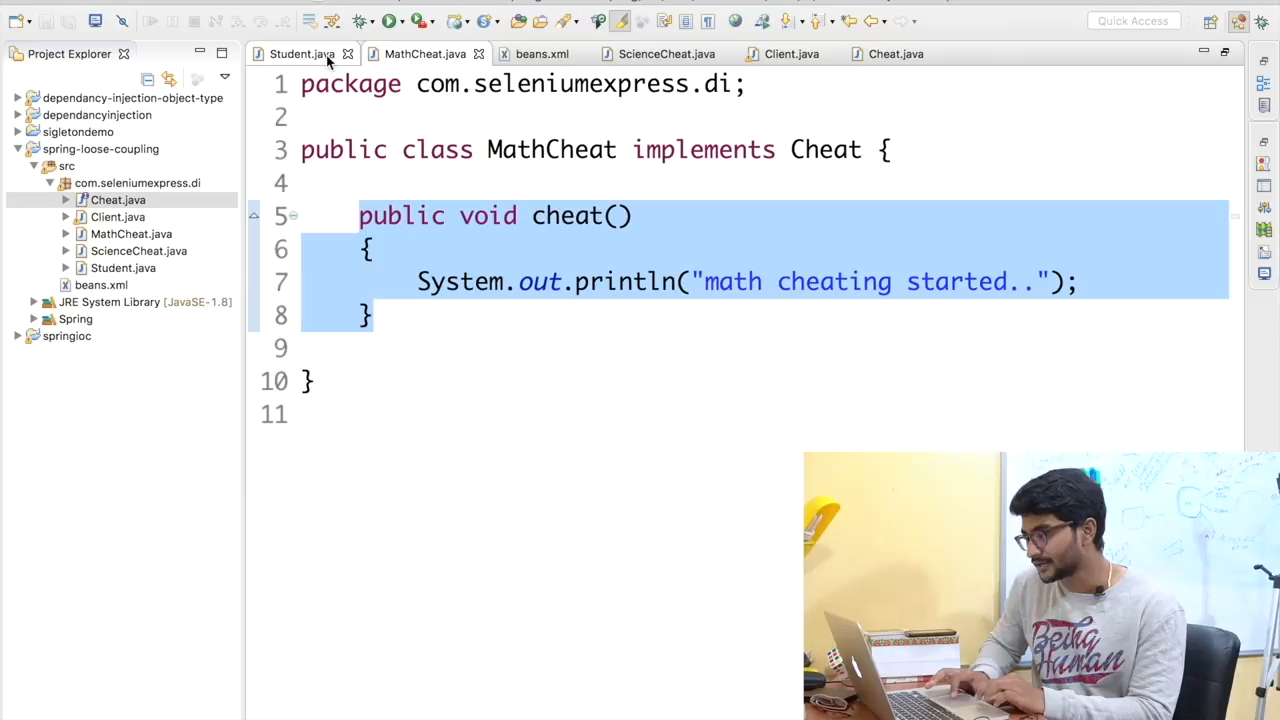 Quick Access
Project Explorer
Student.java
MathCheat.java
beans.xml
ScienceCheat.java
Client.java
Cheat.java
dependancy-injection-object-type
dependancyinjection
sigletondemo
spring-loose-coupling
src
com.seleniumexpress.di
Cheat.java
Client.java
MathCheat.java
ScienceCheat.java
Student.java
beans.xml
JRE System Library [JavaSE-1.8]
Spring
springioc
1 package com.seleniumexpress.di;
2
3 public class MathCheat implements Cheat {
4
5 public void cheat()
6 {
7 System.out.println("math cheating started..");
8 }
9
10 }
11
Being
Human